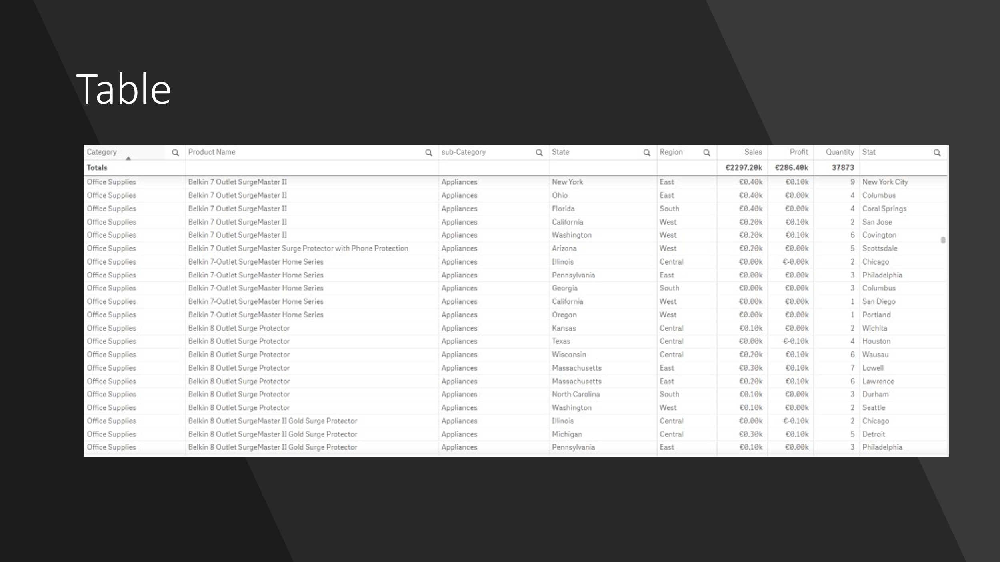 Table
Category Product Name sub-Category State Region Sales Profit Quantity Stat
Totals €2297.20k €286.40k 37873
Office Supplies Belkin 7 Outlet SurgeMaster II Appliances New York East €0.40k €0.10k 9 New York City
Office Supplies Belkin 7 Outlet SurgeMaster II Appliances Ohio East €0.40k €0.00k 4 Columbus
Office Supplies Belkin 7 Outlet SurgeMaster II Appliances Florida South €0.40k €0.00k 4 Coral Springs
Office Supplies Belkin 7 Outlet SurgeMaster II Appliances California West €0.20k €0.10k 2 San Jose
Office Supplies Belkin 7 Outlet SurgeMaster II Appliances Washington West €0.20k €0.10k 6 Covington
Office Supplies Belkin 7 Outlet SurgeMaster Surge Protector with Phone Protection Appliances Arizona West €0.20k €0.00k 5 Scottsdale
Office Supplies Belkin 7-Outlet SurgeMaster Home Series Appliances Illinois Central €0.00k €-0.00k 2 Chicago
Office Supplies Belkin 7-Outlet SurgeMaster Home Series Appliances Pennsylvania East €0.00k €0.00k 3 Philadelphia
Office Supplies Belkin 7-Outlet SurgeMaster Home Series Appliances Georgia South €0.00k €0.00k 3 Columbus
Office Supplies Belkin 7-Outlet SurgeMaster Home Series Appliances California West €0.00k €0.00k 1 San Diego
Office Supplies Belkin 7-Outlet SurgeMaster Home Series Appliances Oregon West €0.00k €0.00k 1 Portland
Office Supplies Belkin 8 Outlet Surge Protector Appliances Kansas Central €0.10k €0.00k 2 Wichita
Office Supplies Belkin 8 Outlet Surge Protector Appliances Texas Central €0.00k €-0.10k 4 Houston
Office Supplies Belkin 8 Outlet Surge Protector Appliances Wisconsin Central €0.20k €0.10k 6 Wausau
Office Supplies Belkin 8 Outlet Surge Protector Appliances Massachusetts East €0.30k €0.10k 7 Lowell
Office Supplies Belkin 8 Outlet Surge Protector Appliances Massachusetts East €0.20k €0.10k 6 Lawrence
Office Supplies Belkin 8 Outlet Surge Protector Appliances North Carolina South €0.10k €0.00k 3 Durham
Office Supplies Belkin 8 Outlet Surge Protector Appliances Washington West €0.10k €0.00k 2 Seattle
Office Supplies Belkin 8 Outlet SurgeMaster II Gold Surge Protector Appliances Illinois Central €0.00k €-0.10k 2 Chicago
Office Supplies Belkin 8 Outlet SurgeMaster II Gold Surge Protector Appliances Michigan Central €0.30k €0.10k 5 Detroit
Office Supplies Belkin 8 Outlet SurgeMaster II Gold Surge Protector Appliances Pennsylvania East €0.10k €0.00k 3 Philadelphia